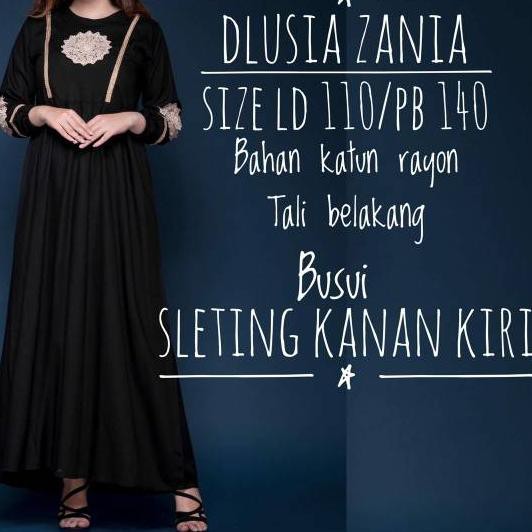 DLUSIA ZANIA
SIZE LD 110/PB 140
Bahan katun rayon
Tali belakang
Busui
SLETING KANAN KIRI